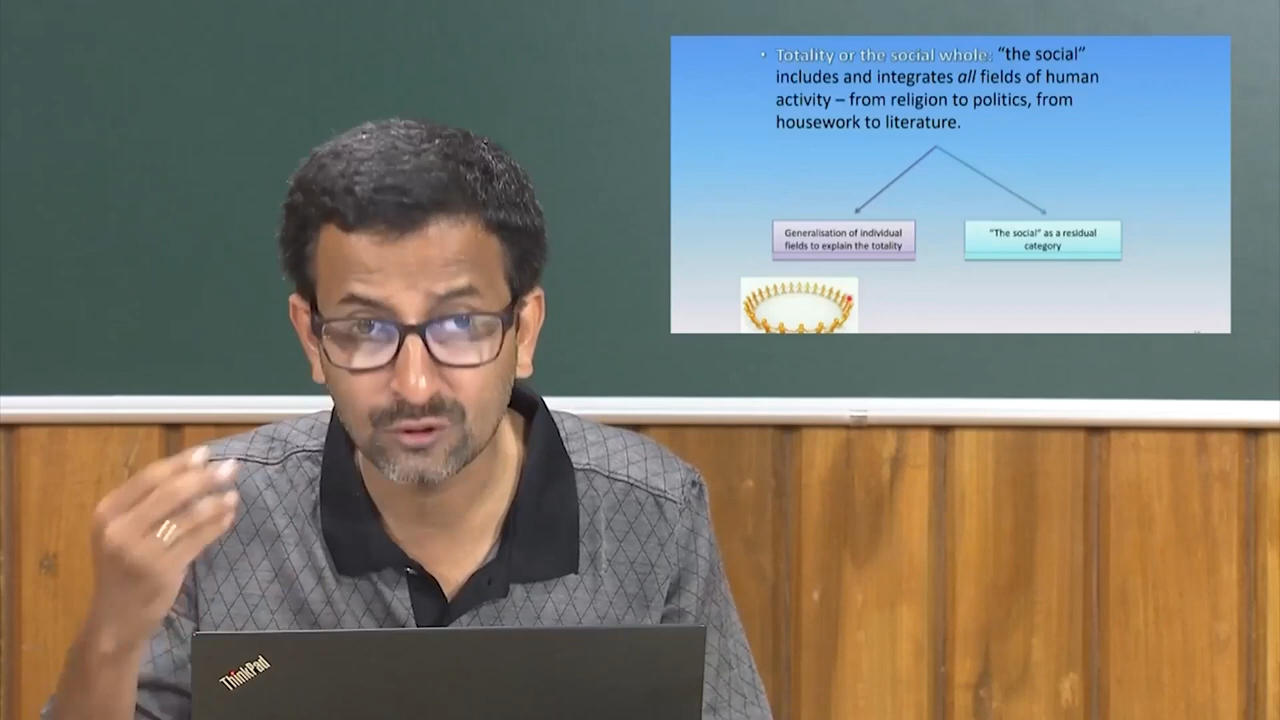 • Totality or the social whole: “the social”
includes and integrates all fields of human
activity – from religion to politics, from
housework to literature.
Generalisation of individual
fields to explain the totality
“The social” as a residual
category
ThinkPad